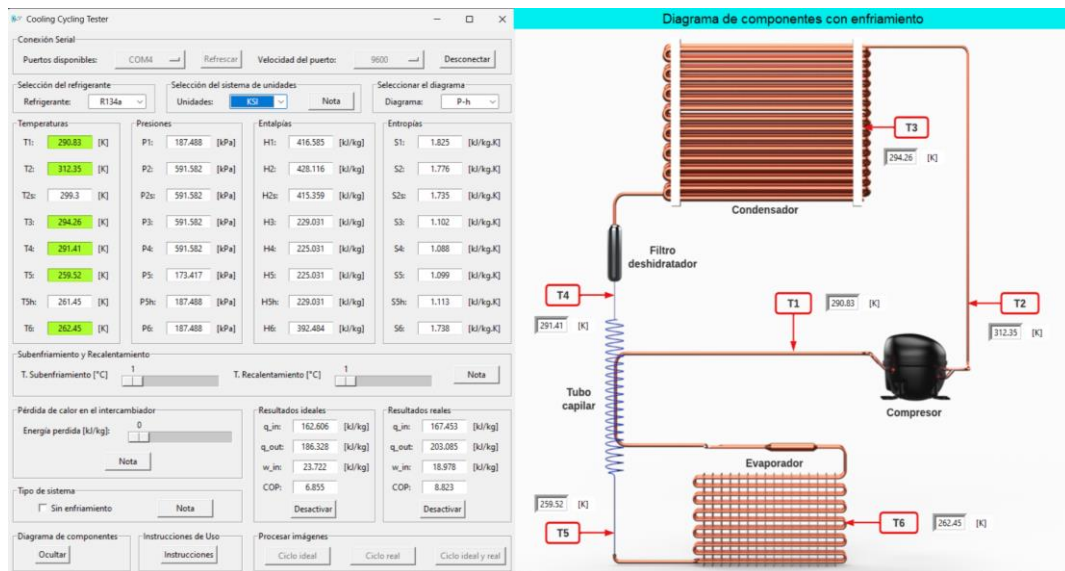 Cooling Cycling Tester
Conexión Serial
Puertos disponibles: COM4 Refrescar Velocidad del puerto: 9600 Desconectar
Selección del refrigerante Selección del sistema de unidades Seleccionar el diagrama
Refrigerante: R134a Unidades: KSI Nota Diagrama: P-h
Temperaturas Presiones Entalpías Entropías
T1: 290.83 [K] P1: 187.488 [kPa] H1: 416.585 [kJ/kg] S1: 1.825 [kJ/kg.K]
T2: 312.35 [K] P2: 591.582 [kPa] H2: 428.116 [kJ/kg] S2: 1.776 [kJ/kg.K]
T2s: 299.3 [K] P2s: 591.582 [kPa] H2s: 415.359 [kJ/kg] S2s: 1.735 [kJ/kg.K]
T3: 294.26 [K] P3: 591.582 [kPa] H3: 229.031 [kJ/kg] S3: 1.102 [kJ/kg.K]
T4: 291.41 [K] P4: 591.582 [kPa] H4: 225.031 [kJ/kg] S4: 1.088 [kJ/kg.K]
T5: 259.52 [K] P5: 173.417 [kPa] H5: 225.031 [kJ/kg] S5: 1.099 [kJ/kg.K]
T5h: 261.45 [K] P5h: 187.488 [kPa] H5h: 229.031 [kJ/kg] S5h: 1.113 [kJ/kg.K]
T6: 262.45 [K] P6: 187.488 [kPa] H6: 392.484 [kJ/kg] S6: 1.738 [kJ/kg.K]
Subenfriamiento y Recalentamiento
T. Subenfriamiento [°C] 1 T. Recalentamiento [°C] 1 Nota
Pérdida de calor en el intercambiador Resultados ideales Resultados reales
Energía perdida [kJ/kg]: 0 q_in: 162.606 [kJ/kg] q_in: 167.453 [kJ/kg]
q_out: 186.328 [kJ/kg] q_out: 203.085 [kJ/kg]
Nota w_in: 23.722 [kJ/kg] w_in: 18.978 [kJ/kg]
Tipo de sistema COP: 6.855 COP: 8.823
Sin enfriamiento Nota Desactivar Desactivar
Diagrama de componentes Instrucciones de Uso Procesar imágenes
Ocultar Instrucciones Ciclo ideal Ciclo real Ciclo ideal y real
Diagrama de componentes con enfriamiento
T3
294.26 [K]
Condensador
Filtro
deshidratador
T4
291.41 [K]
T1 290.83 [K]
T2
312.35 [K]
Tubo
capilar
Compresor
Evaporador
259.52 [K]
T5
T6 262.45 [K]